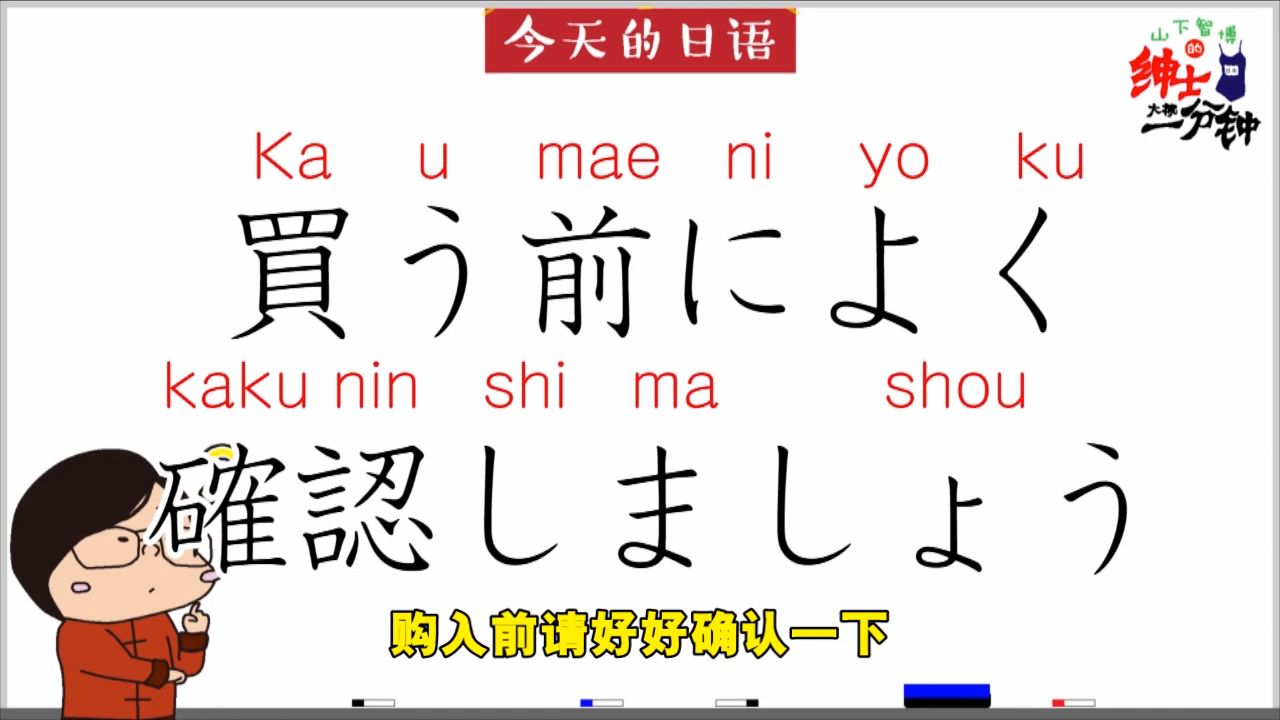 今天的日语
山下智博
的
绅士
大概
一分钟
Ka u mae ni yo ku
買う前によく
kaku nin shi ma shou
確認しましょう
购入前请好好确认一下